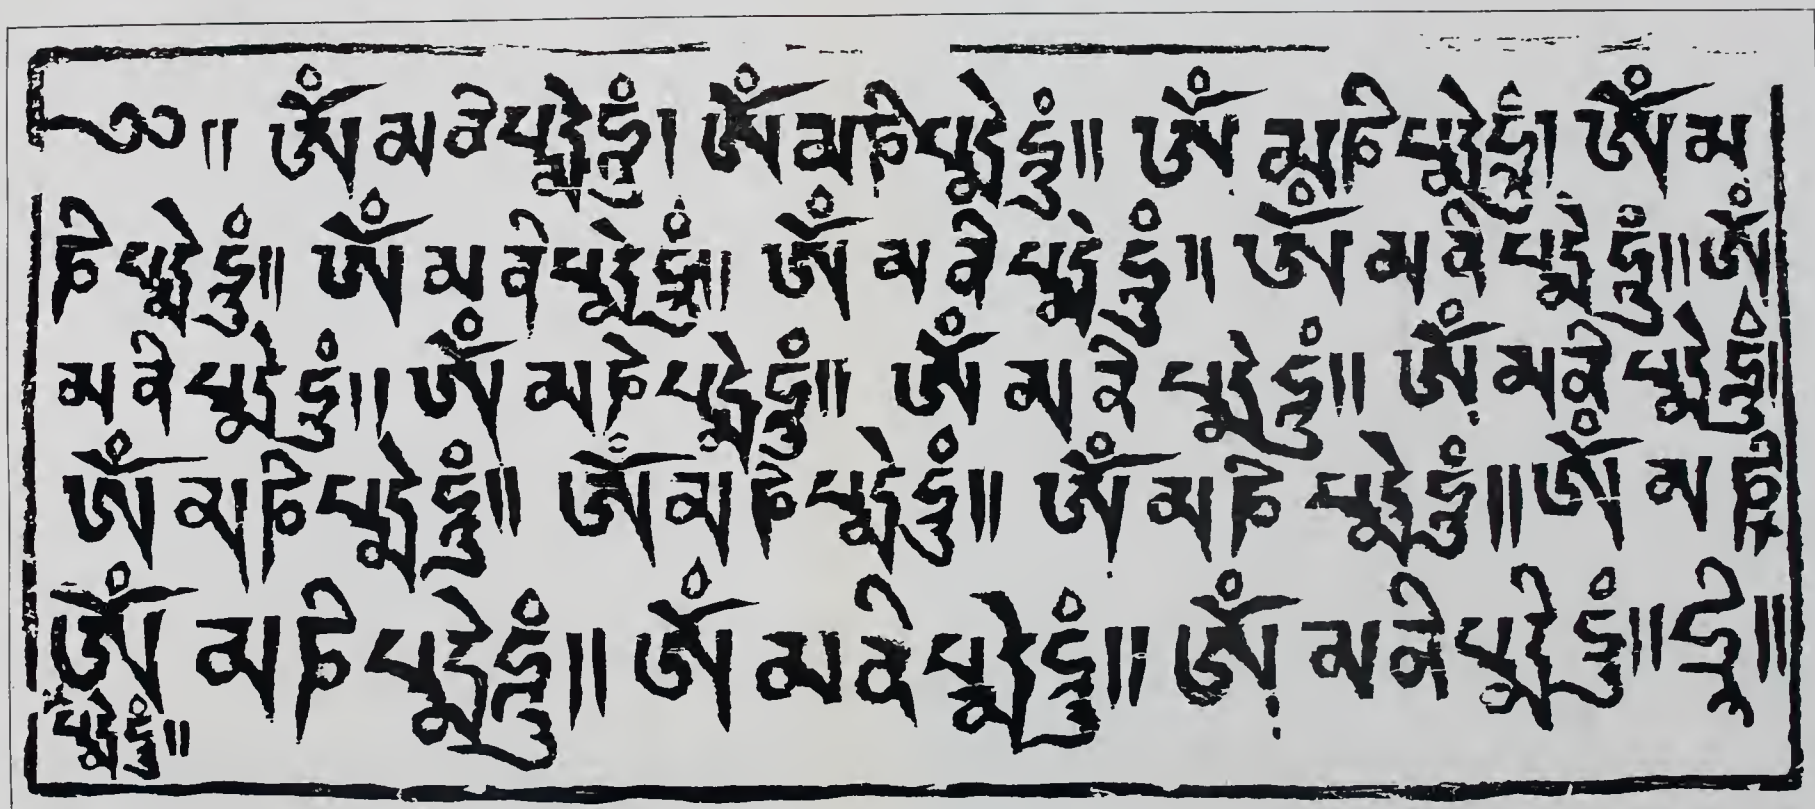 ༄།། ཨོཾ་མ་ནི་པདྨེ་ཧཱུཾ། ཨོཾ་མ་ཎི་པདྨེ་ཧཱུཾ།། ཨོཾ་མ་ཎི་པདྨེ་ཧཱུཾ། ཨོཾ་མ
ཎི་པདྨེ་ཧཱུཾ།། ཨོཾ་མ་ནི་པདྨེ་ཧཱུཾ།། ཨོཾ་མ་ནི་པདྨེ་ཧཱུཾ།། ཨོཾ་མ་ནི་པདྨེ་ཧཱུཾ།། ཨོཾ
མ་ནི་པདྨེ་ཧཱུཾ།། ཨོཾ་མ་ཎི་པདྨེ་ཧཱུཾ།། ཨོཾ་མ་ནི་པདྨེ་ཧཱུཾ།། ཨོཾ་མ་ནི་པདྨེ་ཧཱུཾ།
ཨོཾ་མ་ཎི་པདྨེ་ཧཱུཾ།། ཨོཾ་མ་ཎི་པདྨེ་ཧཱུཾ།། ཨོཾ་མ་ཎི་པདྨེ་ཧཱུཾ།། ཨོཾ་མ་ཎི
ཨོཾ་མ་ཎི་པདྨེ་ཧཱུཾ།། ཨོཾ་མ་ནི་པདྨེ་ཧཱུཾ།། ཨོཾ་མ་ནི་པདྨེ་ཧཱུཾ།། ཧྲི།།
པདྨེ་ཧཱུཾ།།